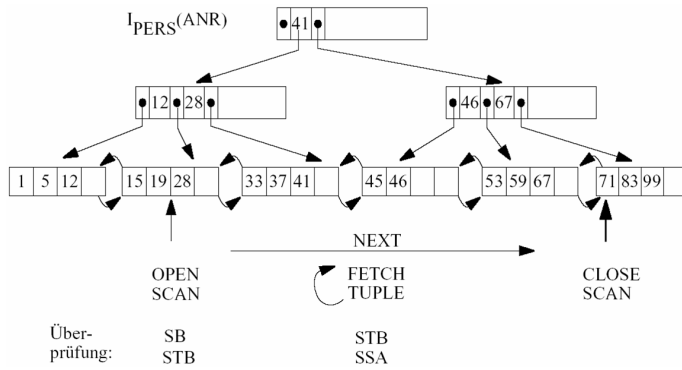 I_PERS(ANR)
41
12 28
46 67
1 5 12
15 19 28
33 37 41
45 46
53 59 67
71 83 99
NEXT
OPEN
SCAN
FETCH
TUPLE
CLOSE
SCAN
Über-
prüfung:
SB
STB
STB
SSA